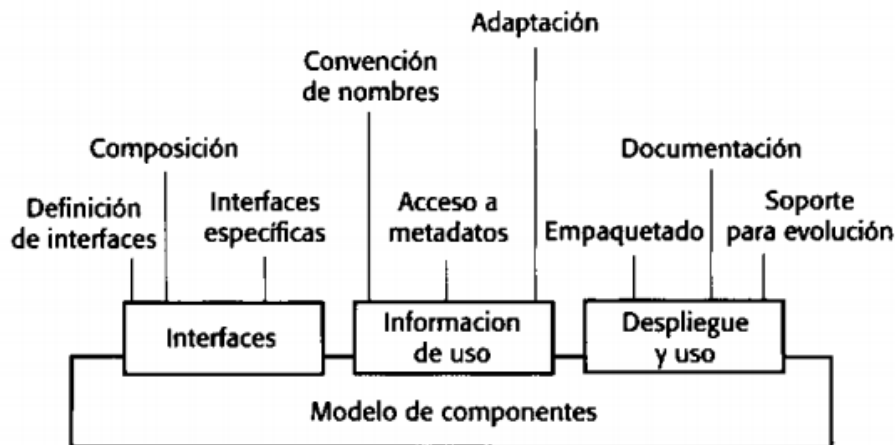 Adaptación
Convención
de nombres
Composición
Documentación
Definición
de interfaces
Interfaces
específicas
Acceso a
metadatos
Empaquetado
Soporte
para evolución
Interfaces
Informacion
de uso
Despliegue
y uso
Modelo de componentes